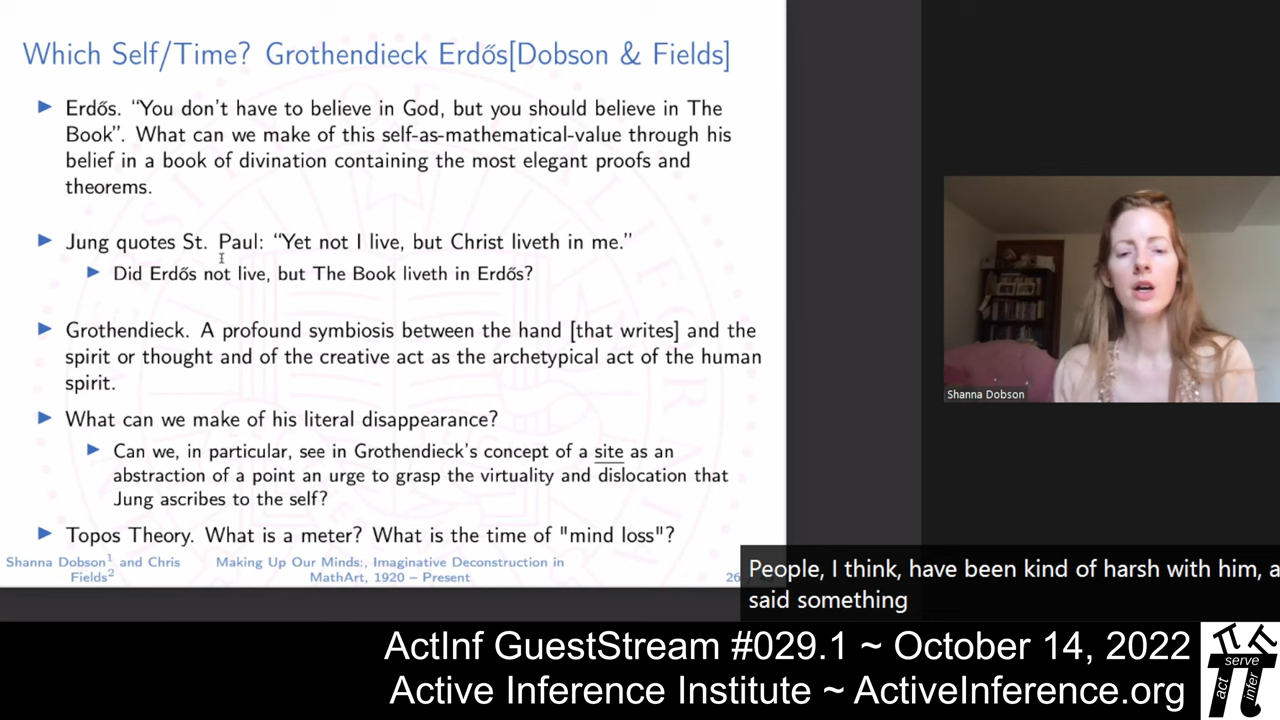 Which Self/Time? Grothendieck Erdős[Dobson & Fields]
Erdős. “You don’t have to believe in God, but you should believe in The
Book”. What can we make of this self-as-mathematical-value through his
belief in a book of divination containing the most elegant proofs and
theorems.
Jung quotes St. Paul: “Yet not I live, but Christ liveth in me.”
Did Erdős not live, but The Book liveth in Erdős?
Grothendieck. A profound symbiosis between the hand [that writes] and the
spirit or thought and of the creative act as the archetypical act of the human
spirit.
What can we make of his literal disappearance?
Can we, in particular, see in Grothendieck’s concept of a site as an
abstraction of a point an urge to grasp the virtuality and dislocation that
Jung ascribes to the self?
Topos Theory. What is a meter? What is the time of "mind loss"?
Shanna Dobson¹ and Chris
Fields²
Making Up Our Minds:, Imaginative Deconstruction in
MathArt, 1920 – Present
26
Shanna Dobson
People, I think, have been kind of harsh with him, a
said something
ActInf GuestStream #029.1 ~ October 14, 2022
Active Inference Institute ~ ActiveInference.org
act
serve
infer